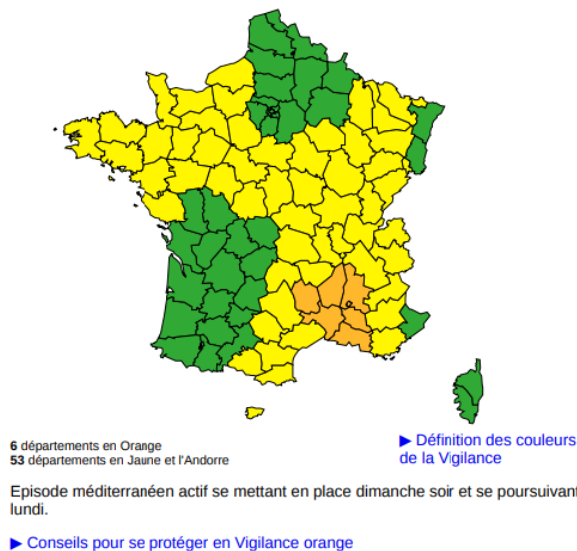 6 départements en Orange
53 départements en Jaune et l'Andorre
▶ Définition des couleurs
de la Vigilance
Episode méditerranéen actif se mettant en place dimanche soir et se poursuivant
lundi.
▶ Conseils pour se protéger en Vigilance orange